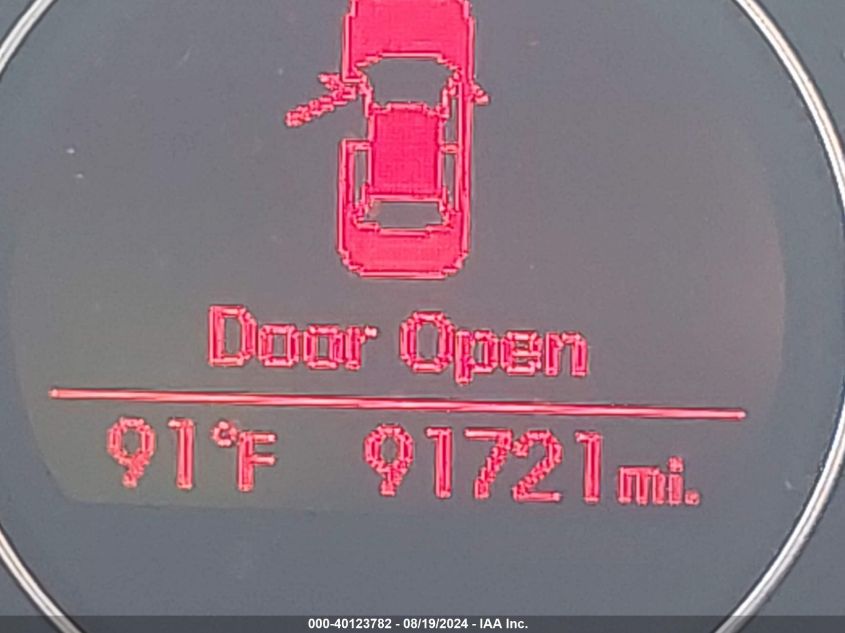 Door Open
91°F 91721 mi.
000-40123782 - 08/19/2024 - IAA Inc.